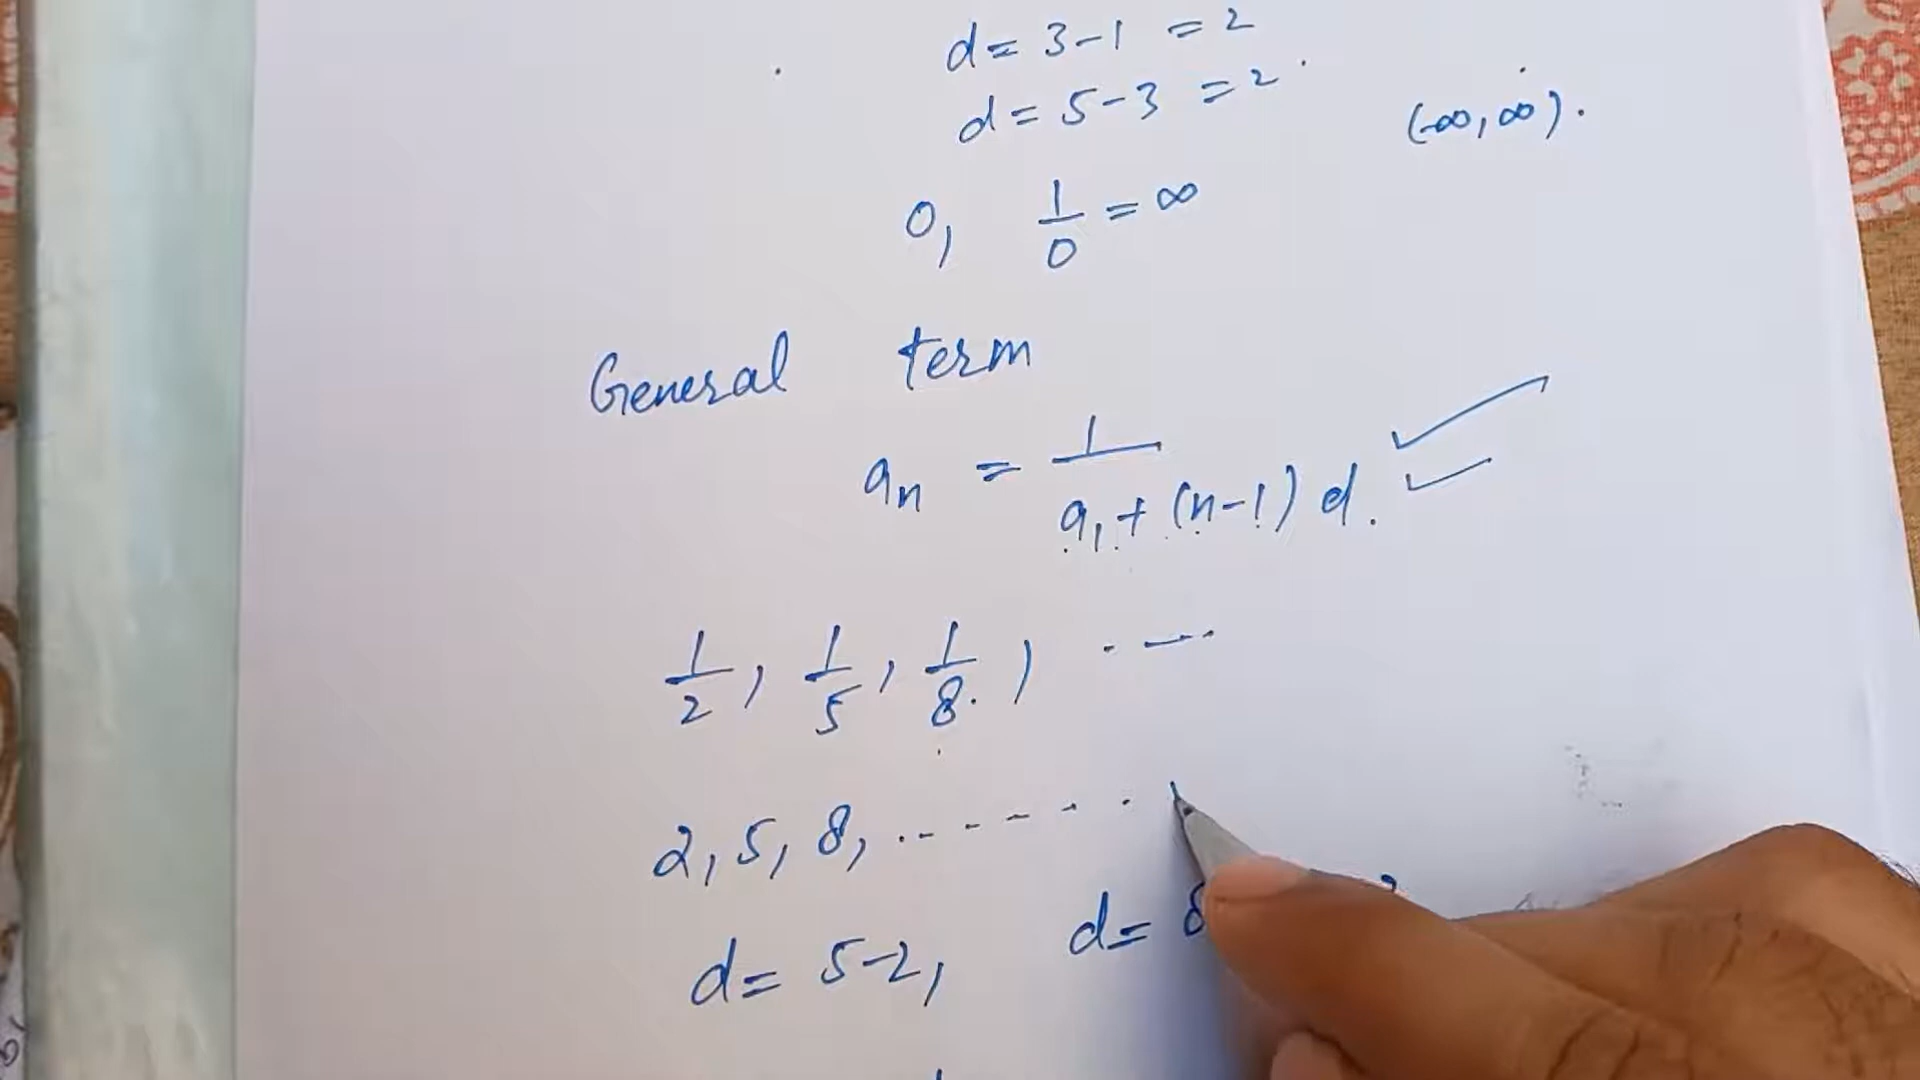 d = 3-1 = 2
d = 5-3 = 2
(-∞, ∞).
0, 1/0 = ∞
General term
aₙ = 1/(a₁ + (n-1) d.)
1/2, 1/5, 1/8, . ---
2, 5, 8, .. - - - - .
d = 5-2, d = 8